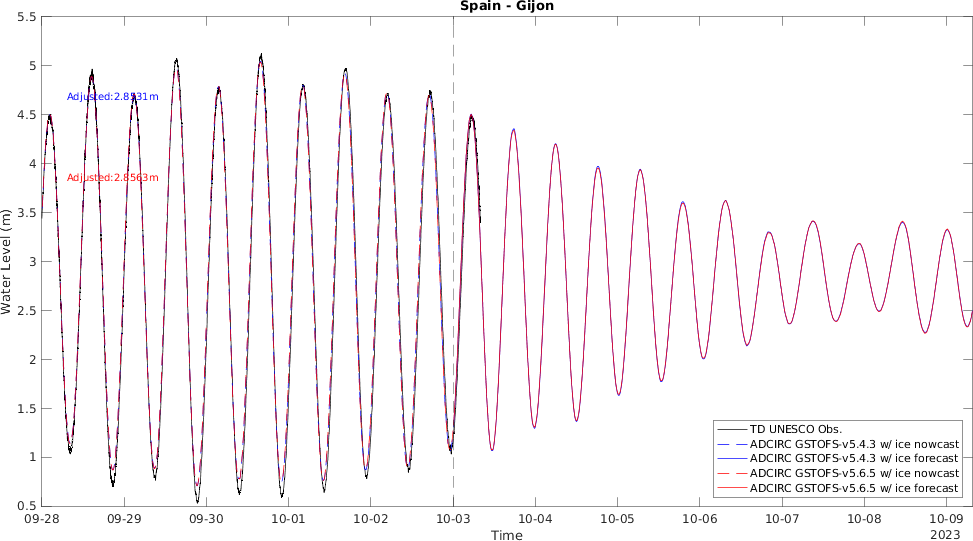 Spain - Gijon
5.5
5
4.5
4
3.5
3
2.5
2
1.5
1
0.5
Water Level (m)
Adjusted:2.8531m
Adjusted:2.8563m
TD UNESCO Obs.
ADCIRC GSTOFS-v5.4.3 w/ ice nowcast
ADCIRC GSTOFS-v5.4.3 w/ ice forecast
ADCIRC GSTOFS-v5.6.5 w/ ice nowcast
ADCIRC GSTOFS-v5.6.5 w/ ice forecast
09-28 09-29 09-30 10-01 10-02 10-03 10-04 10-05 10-06 10-07 10-08 10-09
Time
2023